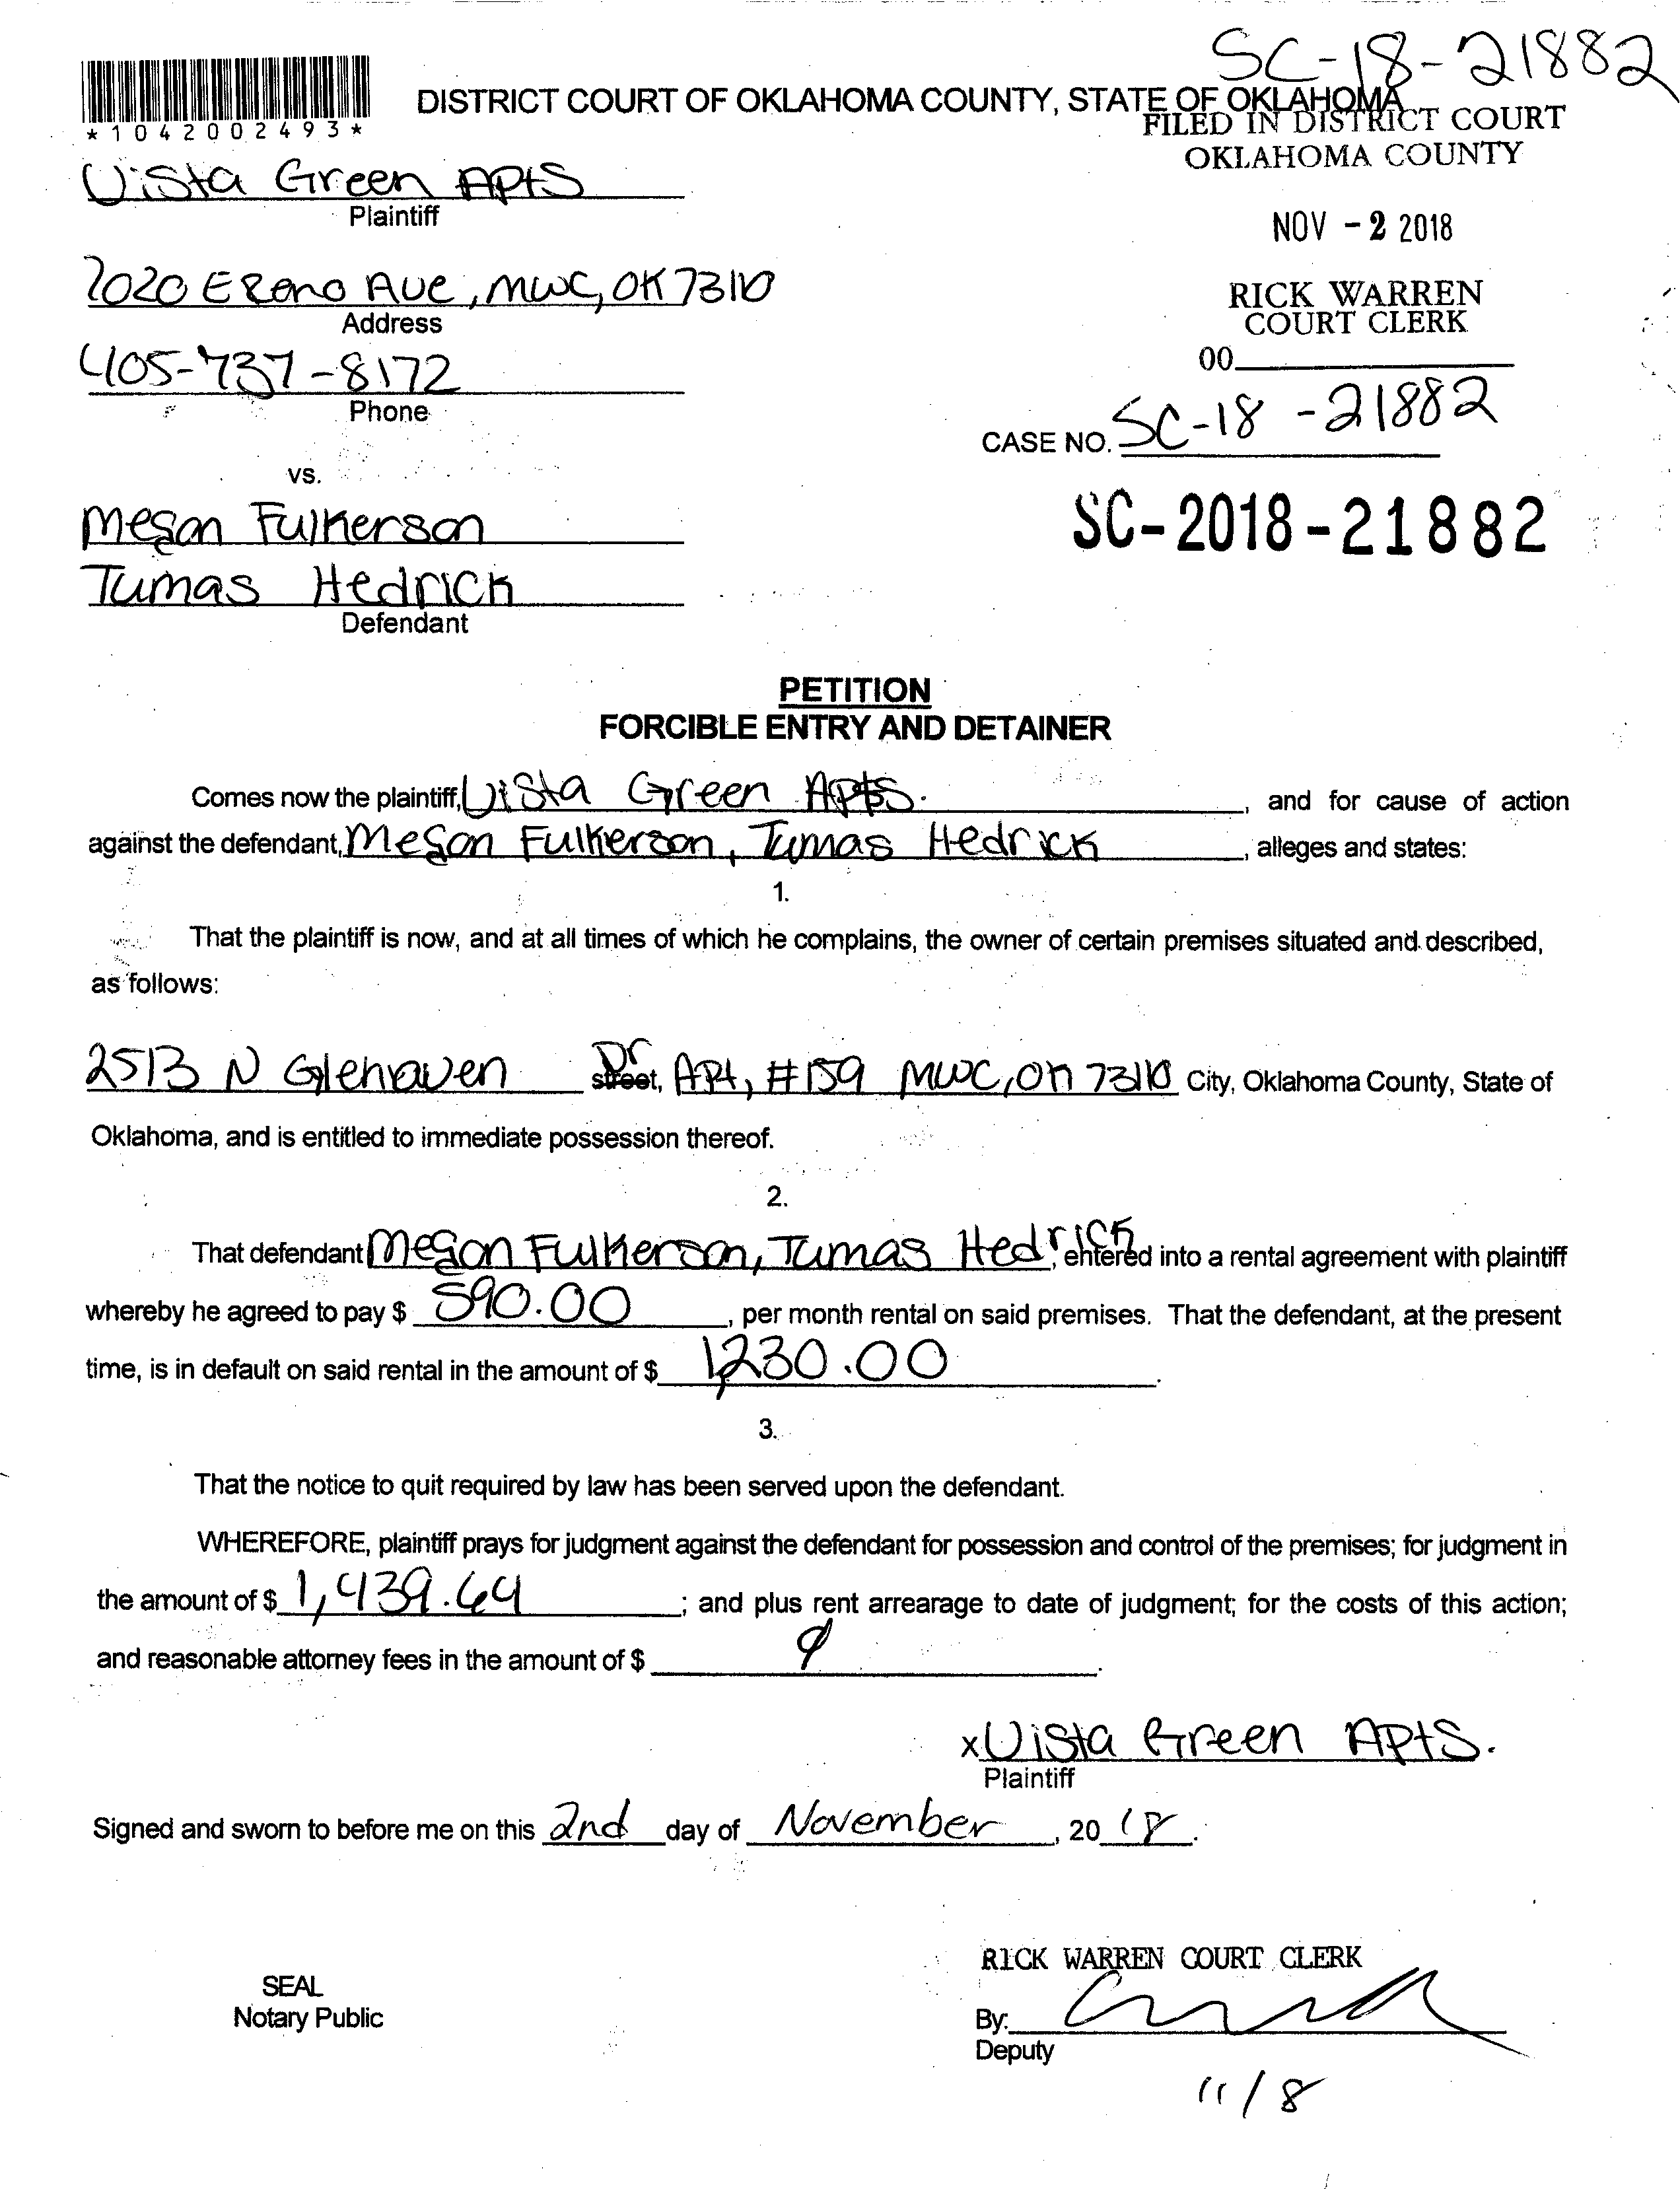 SC-18-21882
*1042002493*
DISTRICT COURT OF OKLAHOMA COUNTY, STATE OF OKLAHOMA
FILED IN DISTRICT COURT
OKLAHOMA COUNTY
Vista Green Apts
Plaintiff
NOV - 2 2018
7020 E Reno Ave, MWC, OK 73110
Address
RICK WARREN
COURT CLERK
405-737-8172
Phone
00
CASE NO. SC-18-21882
vs.
Megan Fulkerson
SC-2018-21882
Tumas Hedrick
Defendant
PETITION
FORCIBLE ENTRY AND DETAINER
Comes now the plaintiff, Vista Green Apts. , and for cause of action
against the defendant, Megan Fulkerson, Tumas Hedrick , alleges and states:
1.
That the plaintiff is now, and at all times of which he complains, the owner of certain premises situated and described,
as follows:
2513 N Glenhaven Dr street, Apt, #159 MWC, OK 73110 City, Oklahoma County, State of
Oklahoma, and is entitled to immediate possession thereof.
2.
That defendant Megan Fulkerson, Tumas Hedrick, entered into a rental agreement with plaintiff
whereby he agreed to pay $ 590.00 , per month rental on said premises. That the defendant, at the present
time, is in default on said rental in the amount of $ 1,230.00 .
3.
That the notice to quit required by law has been served upon the defendant.
WHEREFORE, plaintiff prays for judgment against the defendant for possession and control of the premises; for judgment in
the amount of $ 1,439.64 ; and plus rent arrearage to date of judgment; for the costs of this action;
and reasonable attorney fees in the amount of $ .
x Vista Green Apts.
Plaintiff
Signed and sworn to before me on this 2nd day of November , 20 18.
RICK WARREN COURT CLERK
SEAL
Notary Public
By:
Deputy
11/8